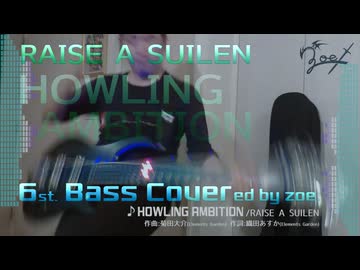 RAISE A SUILEN
zoe
HOWLING
AMBITION
6st. Bass Covered by zoe
♪HOWLING AMBITION/RAISE A SUILEN
作曲:菊田大介(Elements Garden) 作詞:織田あすか(Elements Garden)